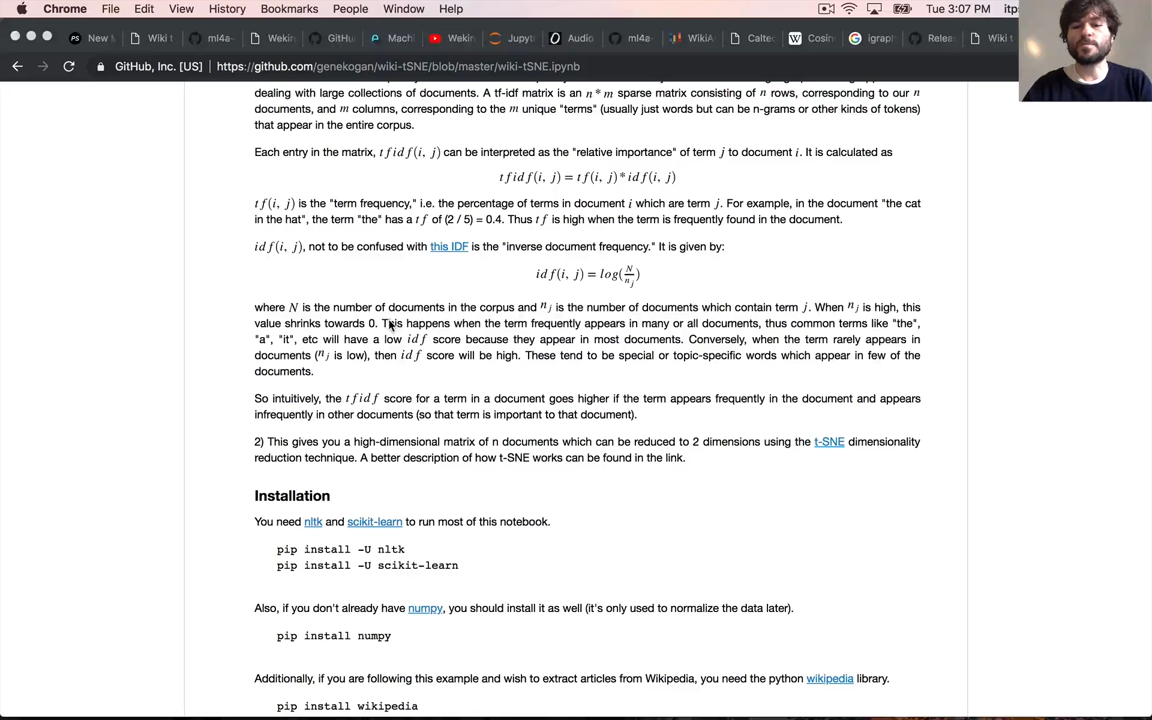 Chrome File Edit View History Bookmarks People Window Help Tue 3:07 PM itp
New Wiki t ml4a- Wekin GitHu Machi Wekin Jupyt Audio ml4a- WikiA Caltec Cosin igraph Relea Wiki t
GitHub, Inc. [US] https://github.com/genekogan/wiki-tSNE/blob/master/wiki-tSNE.ipynb
dealing with large collections of documents. A tf-idf matrix is an n * m sparse matrix consisting of n rows, corresponding to our n
documents, and m columns, corresponding to the m unique "terms" (usually just words but can be n-grams or other kinds of tokens)
that appear in the entire corpus.
Each entry in the matrix, tfidf(i, j) can be interpreted as the "relative importance" of term j to document i. It is calculated as
tfidf(i, j) = tf(i, j) * idf(i, j)
tf(i, j) is the "term frequency," i.e. the percentage of terms in document i which are term j. For example, in the document "the cat
in the hat", the term "the" has a tf of (2 / 5) = 0.4. Thus tf is high when the term is frequently found in the document.
idf(i, j), not to be confused with this IDF is the "inverse document frequency." It is given by:
idf(i, j) = log(N/nj)
where N is the number of documents in the corpus and nj is the number of documents which contain term j. When nj is high, this
value shrinks towards 0. This happens when the term frequently appears in many or all documents, thus common terms like "the",
"a", "it", etc will have a low idf score because they appear in most documents. Conversely, when the term rarely appears in
documents (nj is low), then idf score will be high. These tend to be special or topic-specific words which appear in few of the
documents.
So intuitively, the tfidf score for a term in a document goes higher if the term appears frequently in the document and appears
infrequently in other documents (so that term is important to that document).
2) This gives you a high-dimensional matrix of n documents which can be reduced to 2 dimensions using the t-SNE dimensionality
reduction technique. A better description of how t-SNE works can be found in the link.
Installation
You need nltk and scikit-learn to run most of this notebook.
pip install -U nltk
pip install -U scikit-learn
Also, if you don't already have numpy, you should install it as well (it's only used to normalize the data later).
pip install numpy
Additionally, if you are following this example and wish to extract articles from Wikipedia, you need the python wikipedia library.
pip install wikipedia